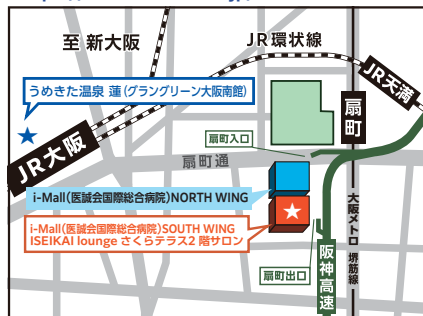 至 新大阪
JR環状線
うめきた温泉 蓮(グラングリーン大阪南館)
JR天満
扇町
JR大阪
扇町入口
扇町通
i-Mall(医誠会国際総合病院)NORTH WING
i-Mall(医誠会国際総合病院)SOUTH WING
ISEIKAI lounge さくらテラス2階サロン
大阪メトロ 堺筋線
阪神高速
扇町出口